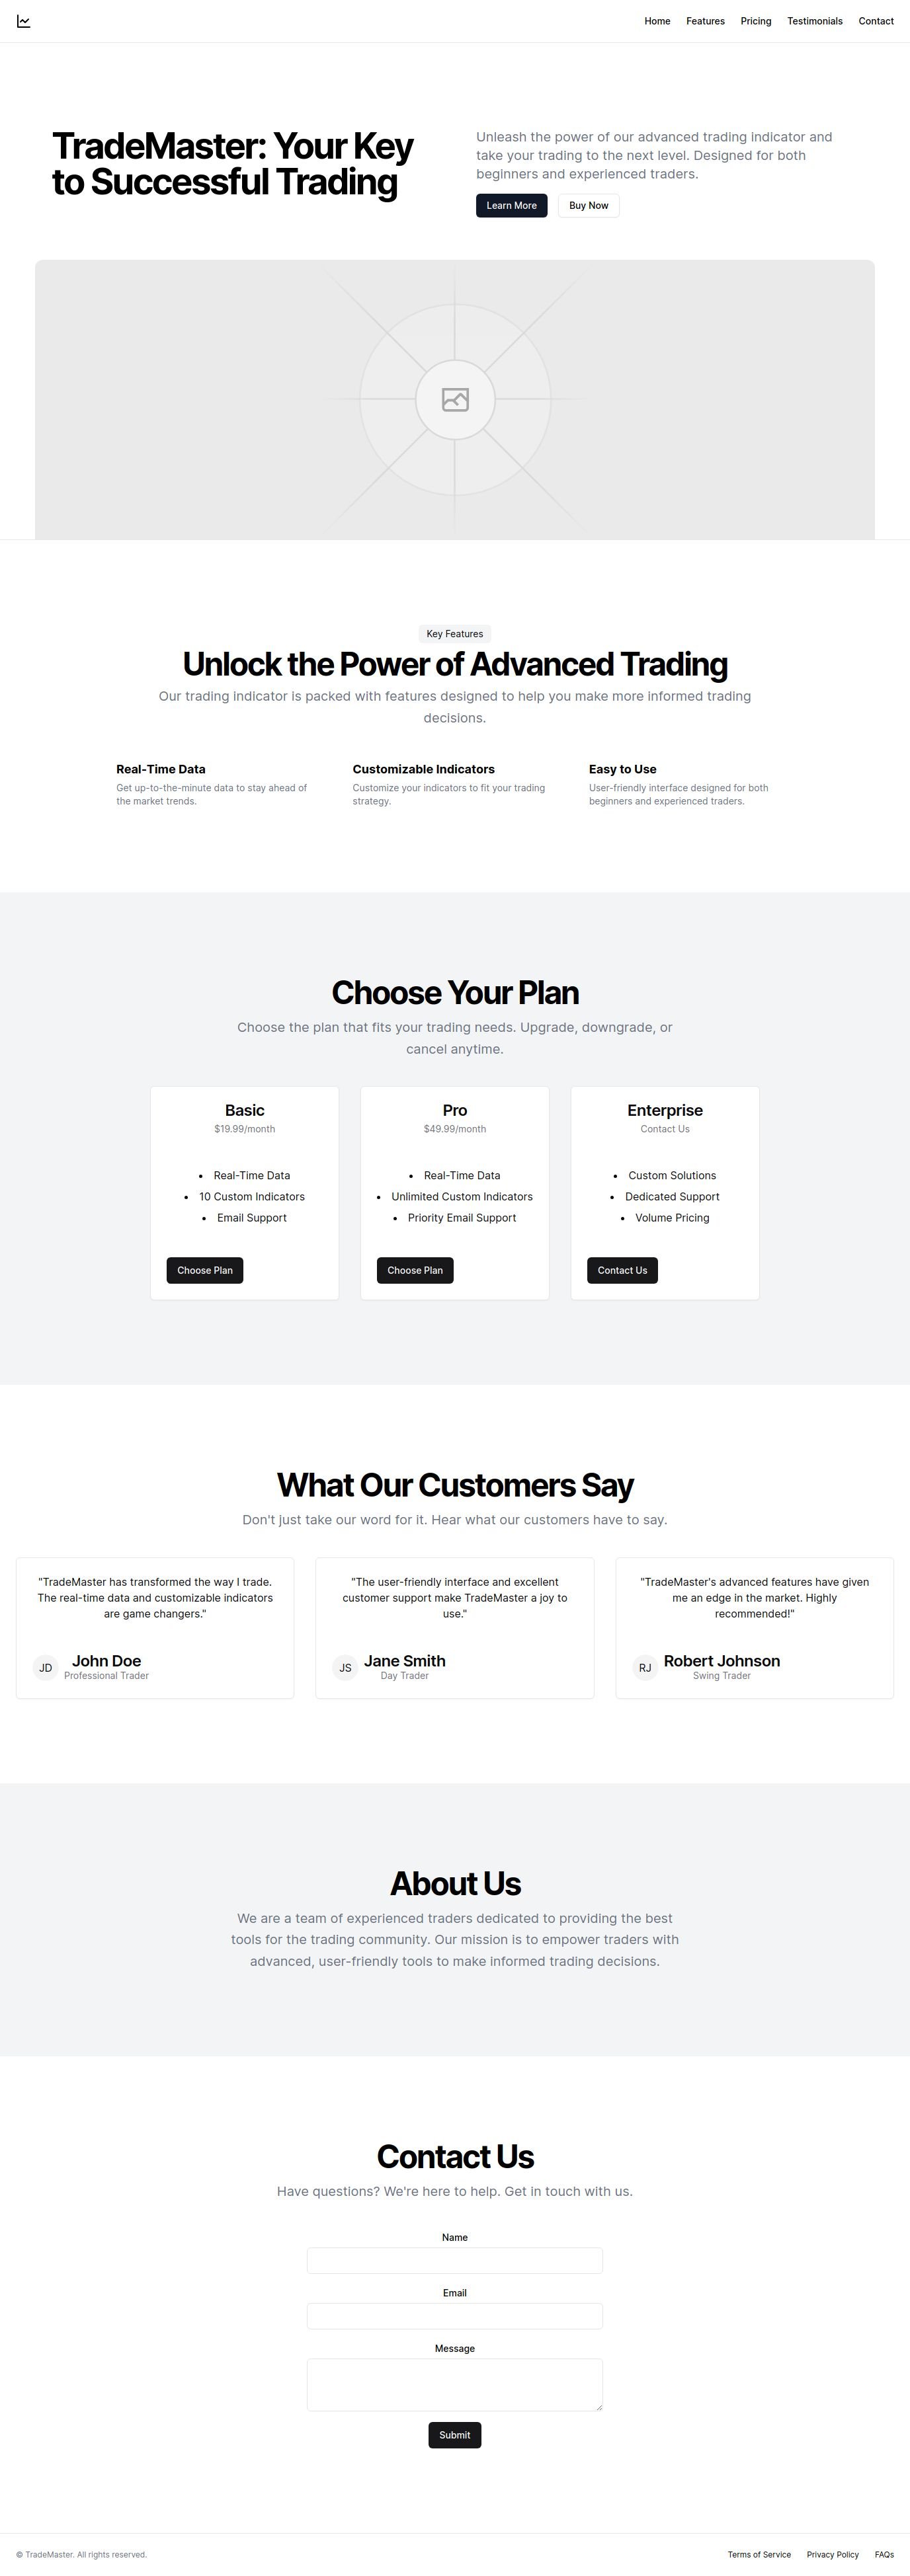 Home Features Pricing Testimonials Contact
TradeMaster: Your Key
to Successful Trading
Unleash the power of our advanced trading indicator and
take your trading to the next level. Designed for both
beginners and experienced traders.
Learn More Buy Now
Key Features
Unlock the Power of Advanced Trading
Our trading indicator is packed with features designed to help you make more informed trading
decisions.
Real-Time Data
Get up-to-the-minute data to stay ahead of
the market trends.
Customizable Indicators
Customize your indicators to fit your trading
strategy.
Easy to Use
User-friendly interface designed for both
beginners and experienced traders.
Choose Your Plan
Choose the plan that fits your trading needs. Upgrade, downgrade, or
cancel anytime.
Basic
$19.99/month
• Real-Time Data
• 10 Custom Indicators
• Email Support
Choose Plan
Pro
$49.99/month
• Real-Time Data
• Unlimited Custom Indicators
• Priority Email Support
Choose Plan
Enterprise
Contact Us
• Custom Solutions
• Dedicated Support
• Volume Pricing
Contact Us
What Our Customers Say
Don't just take our word for it. Hear what our customers have to say.
"TradeMaster has transformed the way I trade.
The real-time data and customizable indicators
are game changers."
JD
John Doe
Professional Trader
"The user-friendly interface and excellent
customer support make TradeMaster a joy to
use."
JS
Jane Smith
Day Trader
"TradeMaster's advanced features have given
me an edge in the market. Highly
recommended!"
RJ
Robert Johnson
Swing Trader
About Us
We are a team of experienced traders dedicated to providing the best
tools for the trading community. Our mission is to empower traders with
advanced, user-friendly tools to make informed trading decisions.
Contact Us
Have questions? We're here to help. Get in touch with us.
Name
Email
Message
Submit
© TradeMaster. All rights reserved.
Terms of Service Privacy Policy FAQs